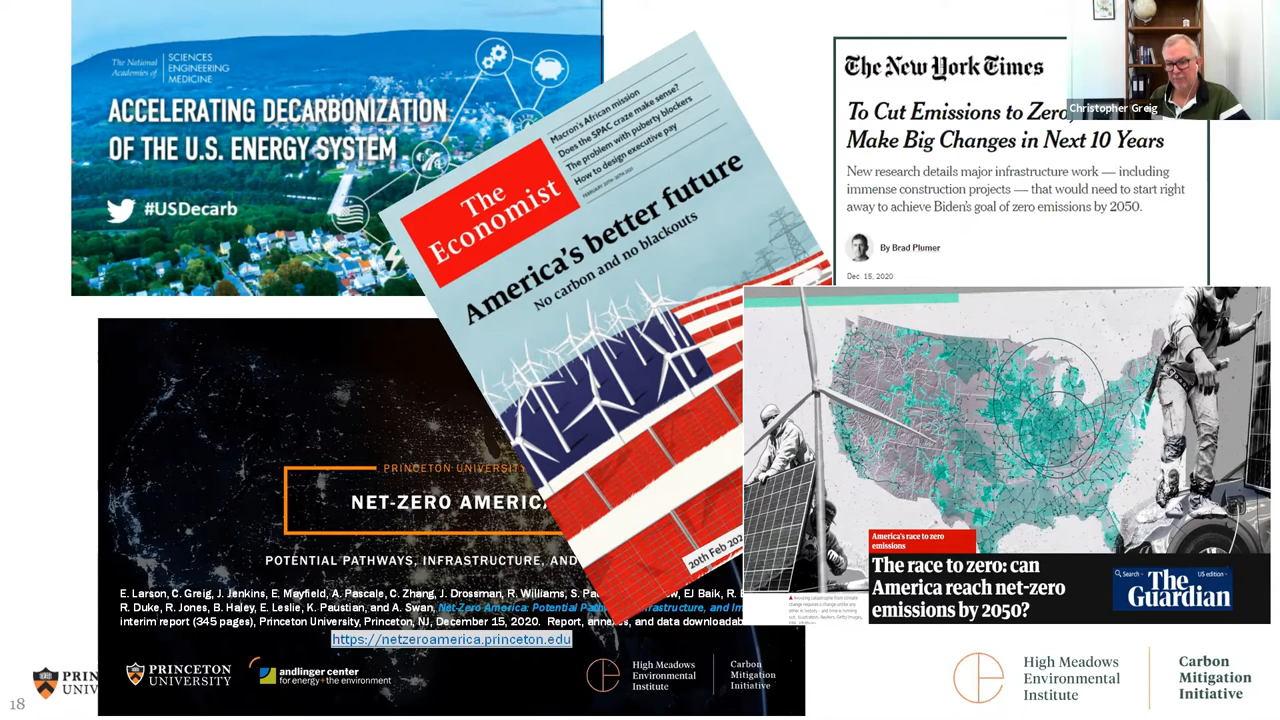 The National
Academies of
SCIENCES
ENGINEERING
MEDICINE
ACCELERATING DECARBONIZATION
OF THE U.S. ENERGY SYSTEM
#USDecarb
Macron's African mission
Does the SPAC craze make sense?
The problem with puberty blockers
How to design executive pay
The
Economist
America's better future
No carbon and no blackouts
20th Feb 202
The New York Times
To Cut Emissions to Zero
Make Big Changes in Next 10 Years
New research details major infrastructure work — including
immense construction projects — that would need to start right
away to achieve Biden's goal of zero emissions by 2050.
By Brad Plumer
Dec. 15, 2020
Christopher Greig
PRINCETON UNIVERSITY
NET-ZERO AMERICA
POTENTIAL PATHWAYS, INFRASTRUCTURE, AND
E. Larson, C. Greig, J. Jenkins, E. Mayfield, A. Pascale, C. Zhang, J. Drossman, R. Williams, S. Pa w, EJ Baik, R. B
R. Duke, R. Jones, B. Haley, E. Leslie, K. Paustian, and A. Swan, Net-Zero America: Potential Path frastructure, and Im
interim report (345 pages), Princeton University, Princeton, NJ, December 15, 2020. Report, annexes, and data downloadab
https://netzeroamerica.princeton.edu
PRINCETON
UNIVERSITY
andlinger center
for energy+the environment
High Meadows
Environmental
Institute
Carbon
Mitigation
Initiative
America's race to zero
emissions
The race to zero: can
America reach net-zero
emissions by 2050?
Search
US edition
The
Guardian
PRIN
UNIV
18
High Meadows
Environmental
Institute
Carbon
Mitigation
Initiative